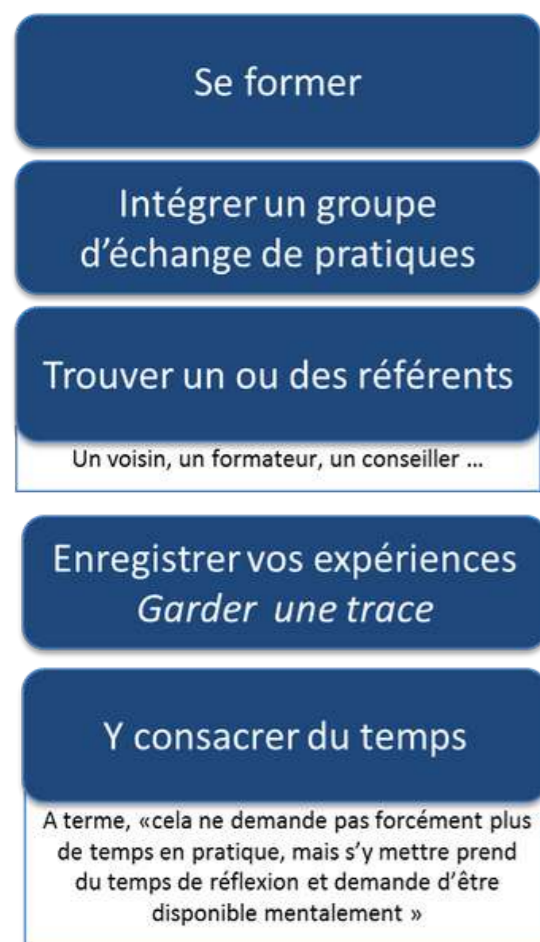 Se former
Intégrer un groupe
d'échange de pratiques
Trouver un ou des référents
Un voisin, un formateur, un conseiller ...
Enregistrer vos expériences
Garder une trace
Y consacrer du temps
A terme, «cela ne demande pas forcément plus
de temps en pratique, mais s'y mettre prend
du temps de réflexion et demande d'être
disponible mentalement »